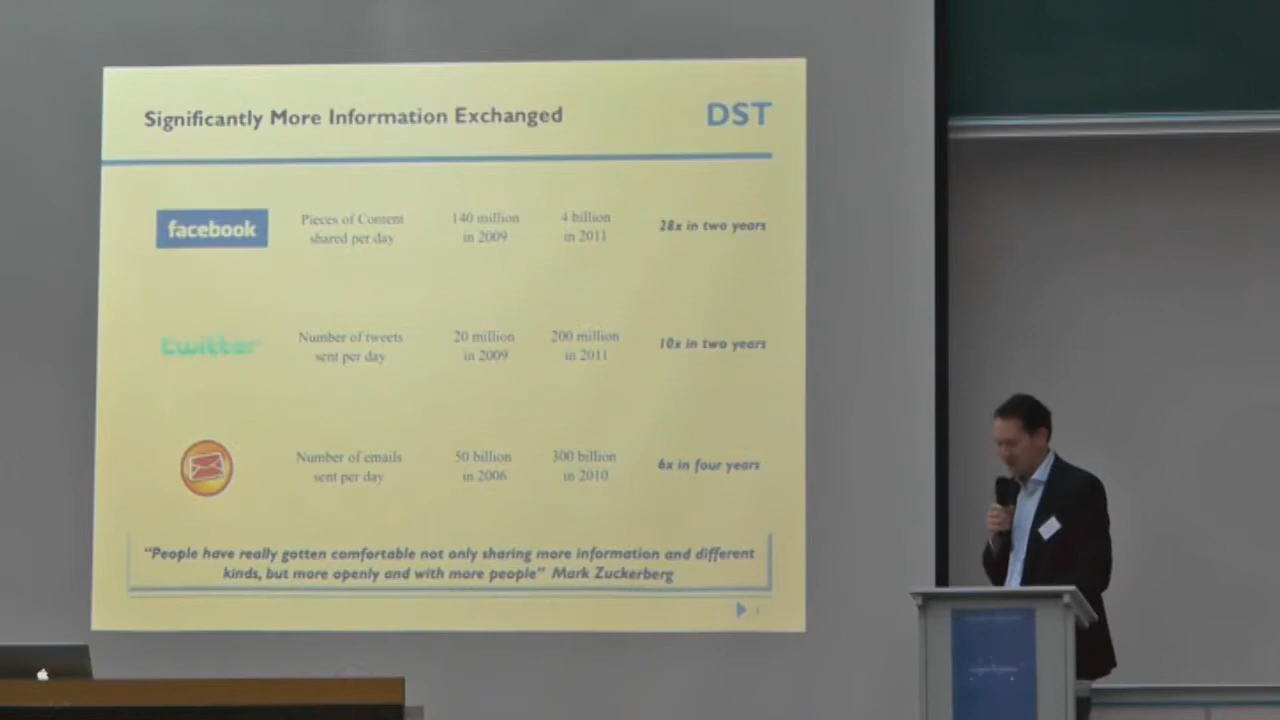 Significantly More Information Exchanged
DST
facebook
Pieces of Content
shared per day
140 million
in 2009
4 billion
in 2011
28x in two years
twitter
Number of tweets
sent per day
20 million
in 2009
200 million
in 2011
10x in two years
Number of emails
sent per day
50 billion
in 2006
300 billion
in 2010
6x in four years
"People have really gotten comfortable not only sharing more information and different
kinds, but more openly and with more people" Mark Zuckerberg